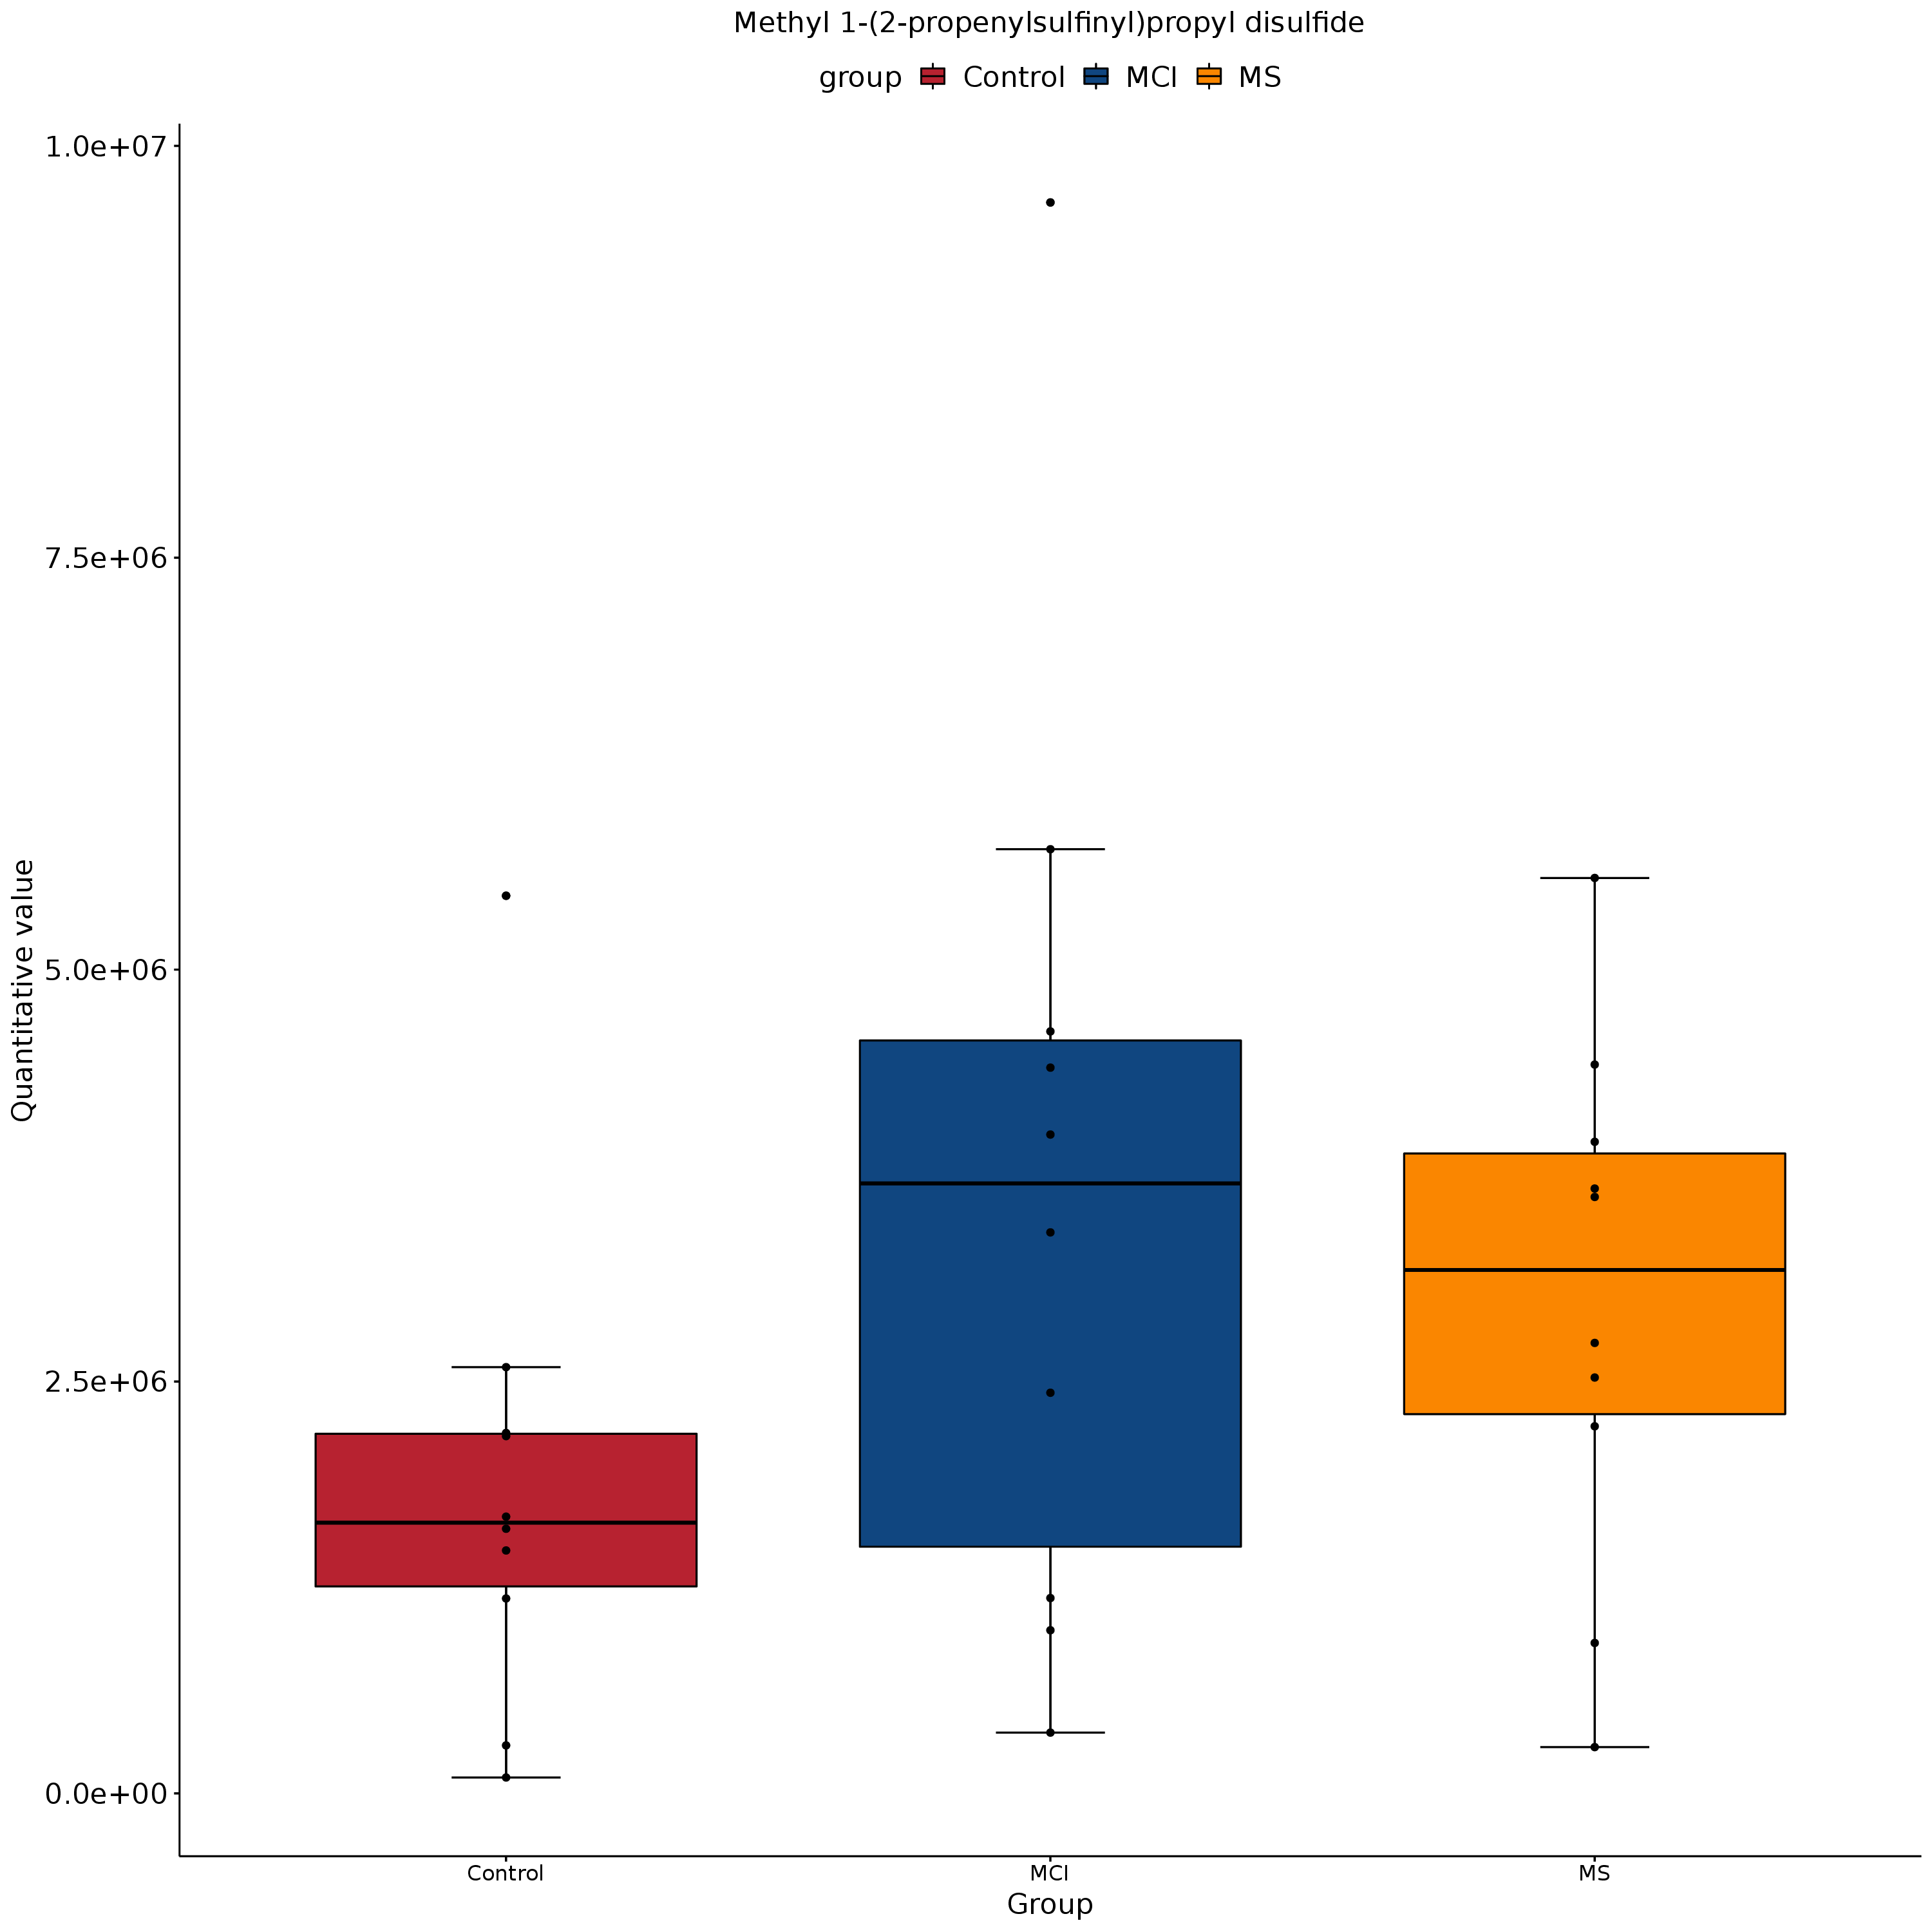 Methyl 1-(2-propenylsulfinyl)propyl disulfide
group Control MCI MS
1.0e+07
7.5e+06
5.0e+06
2.5e+06
0.0e+00
Quantitative value
Control MCI MS
Group